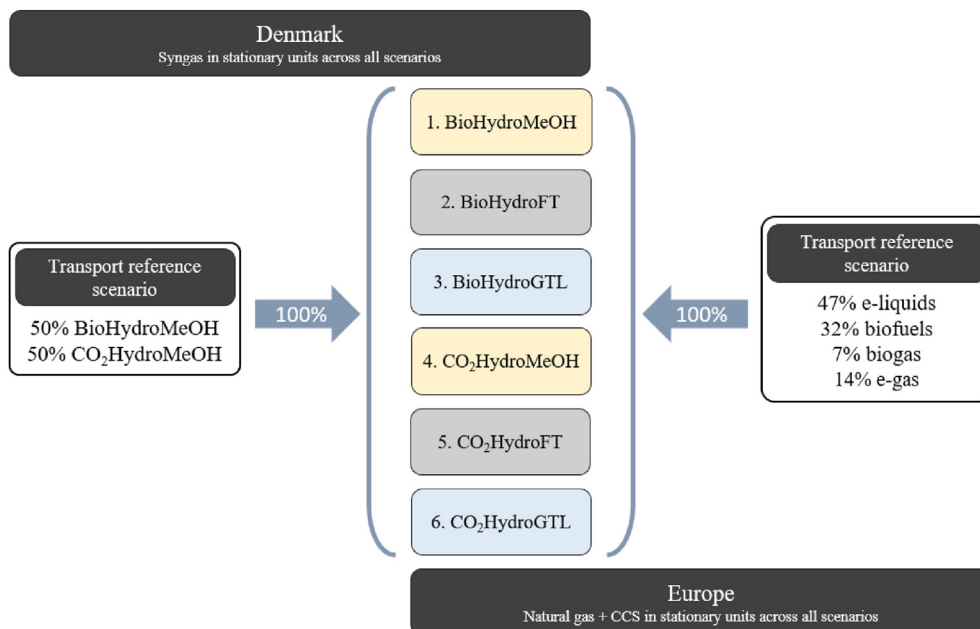 Denmark
Syngas in stationary units across all scenarios
1. BioHydroMeOH
2. BioHydroFT
3. BioHydroGTL
4. CO₂HydroMeOH
5. CO₂HydroFT
6. CO₂HydroGTL
Transport reference
scenario
50% BioHydroMeOH
50% CO₂HydroMeOH
100%
100%
Transport reference
scenario
47% e-liquids
32% biofuels
7% biogas
14% e-gas
Europe
Natural gas + CCS in stationary units across all scenarios